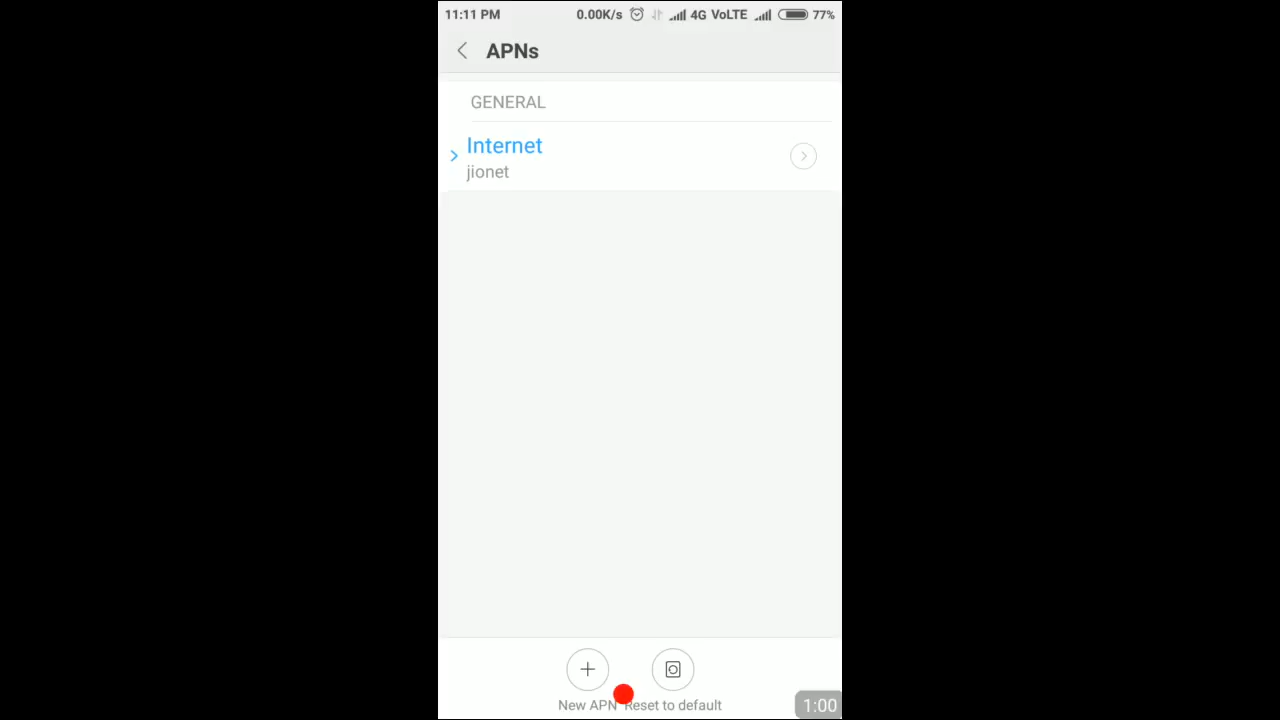 11:11 PM 0.00K/s 4G VoLTE 77%
APNs
GENERAL
Internet
jionet
New APN Reset to default
1:00